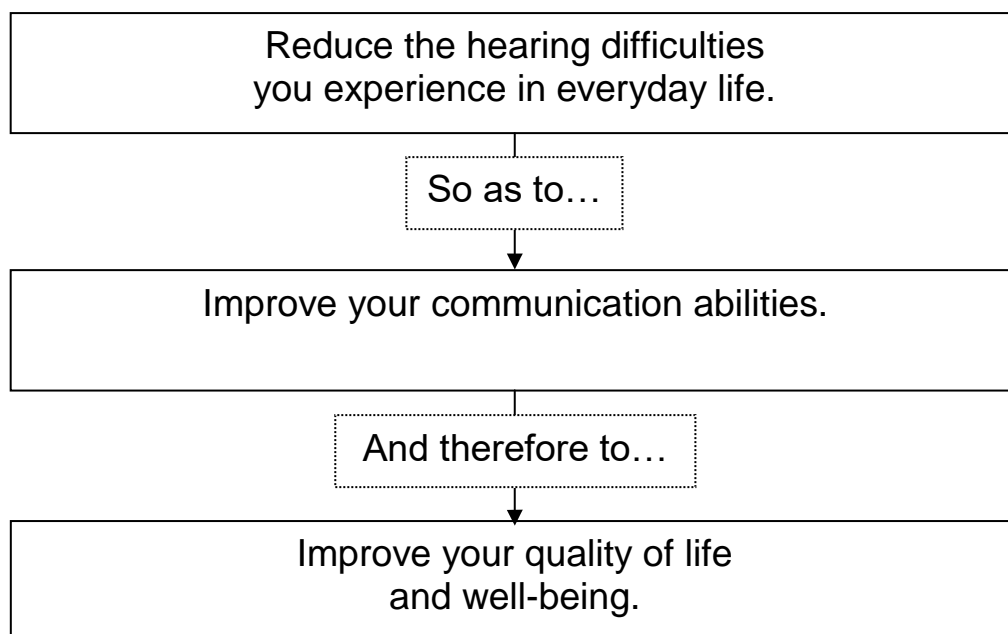 Reduce the hearing difficulties
you experience in everyday life.
So as to…
Improve your communication abilities.
And therefore to…
Improve your quality of life
and well-being.